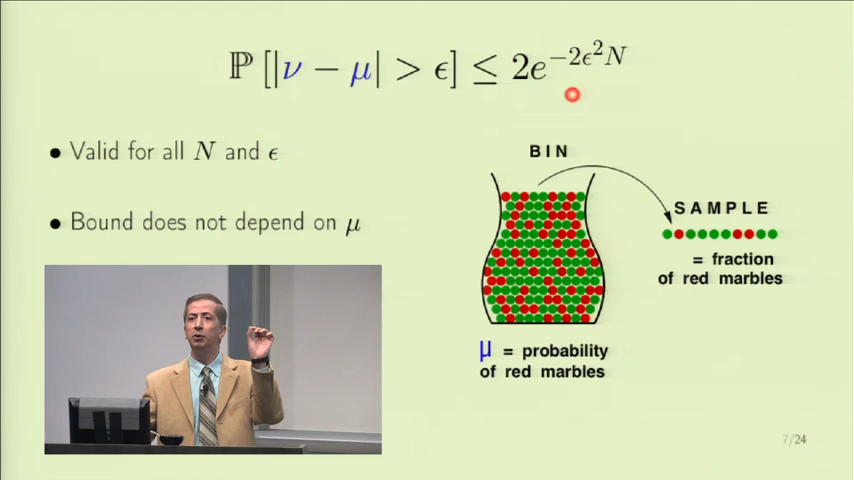 ℙ [|ν − μ| > ϵ] ≤ 2e^{−2ϵ²N}
• Valid for all N and ϵ
• Bound does not depend on μ
BIN
SAMPLE
= fraction
of red marbles
μ = probability
of red marbles
7/24